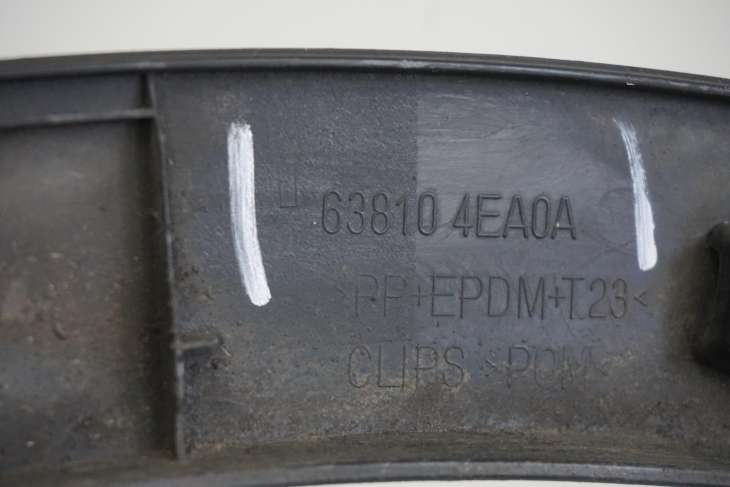 63810 4EA0A
>PP+EPDM+T23<
CLIPS >POM<